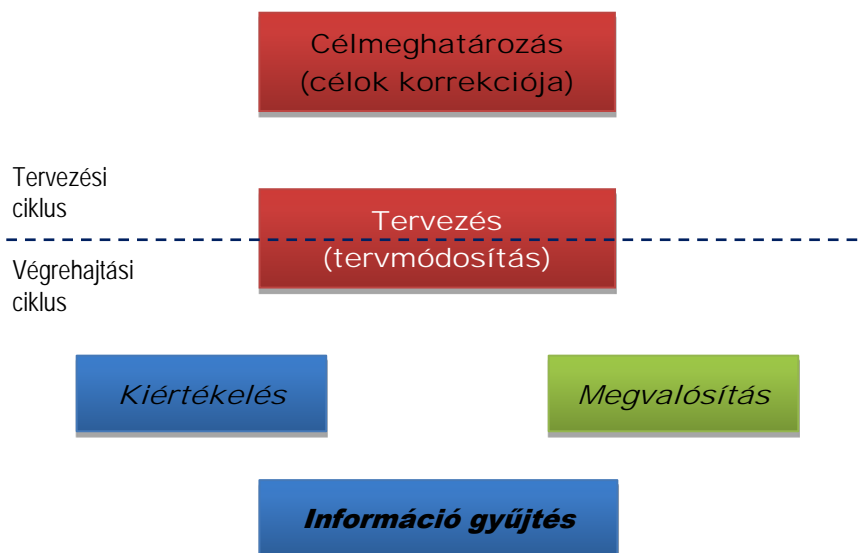 Célmeghatározás
(célok korrekciója)
Tervezési
ciklus
Tervezés
(tervmódosítás)
Végrehajtási
ciklus
Kiértékelés
Megvalósítás
Információ gyűjtés